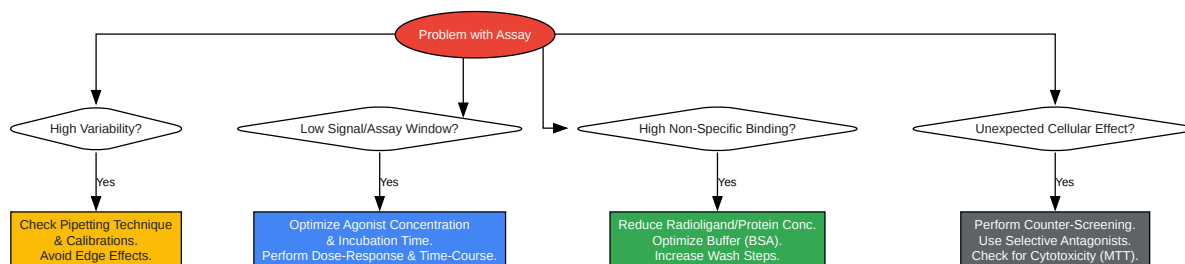 Problem with Assay
High Variability?
Low Signal/Assay Window?
High Non-Specific Binding?
Unexpected Cellular Effect?
Yes
Yes
Yes
Yes
Check Pipetting Technique
& Calibrations.
Avoid Edge Effects.
Optimize Agonist Concentration
& Incubation Time.
Perform Dose-Response & Time-Course.
Reduce Radioligand/Protein Conc.
Optimize Buffer (BSA).
Increase Wash Steps.
Perform Counter-Screening.
Use Selective Antagonists.
Check for Cytotoxicity (MTT).